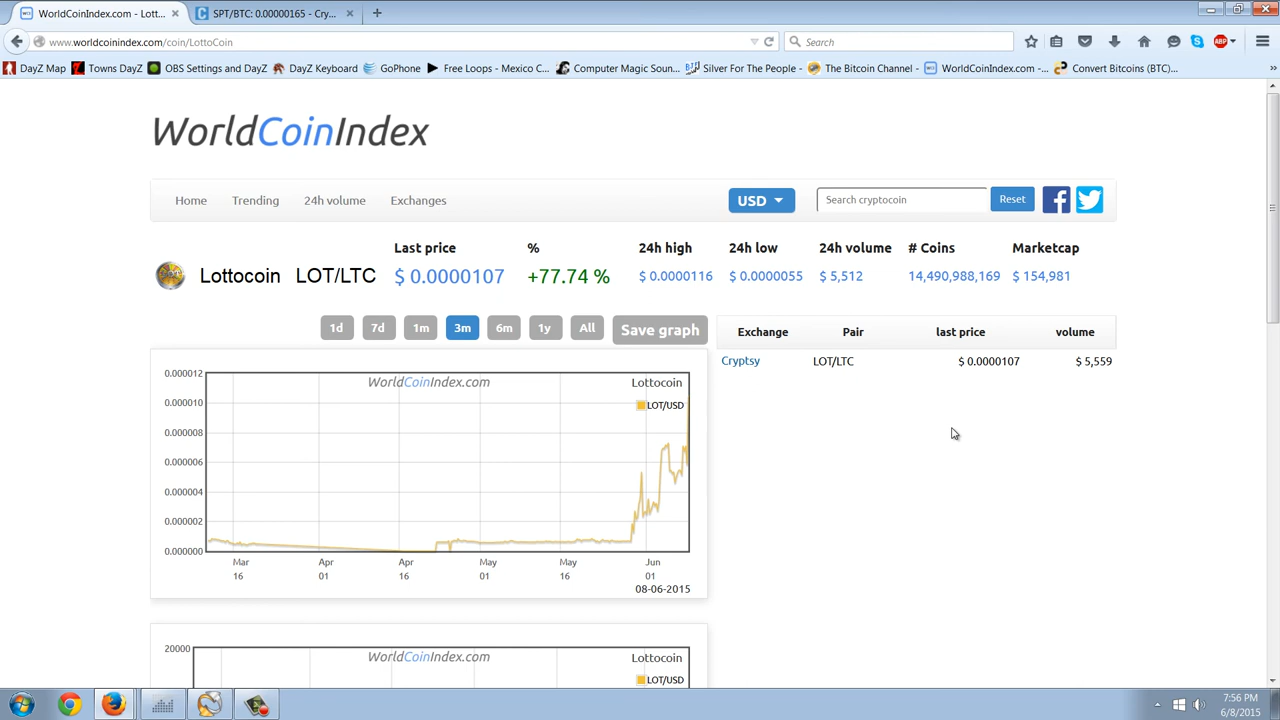 WorldCoinIndex.com - Lott...
SPT/BTC: 0.00000165 - Cry...
www.worldcoinindex.com/coin/LottoCoin
Search
ABP
DayZ Map
Towns DayZ
OBS Settings and DayZ
DayZ Keyboard
GoPhone
Free Loops - Mexico C...
Computer Magic Soun...
Silver For The People - ...
The Coin Channel - ...
WorldCoinIndex.com -...
Convert Bitcoins (BTC)...
WorldCoinIndex
Home Trending 24h volume Exchanges
USD
Search cryptocoin
Reset
Last price % 24h high 24h low 24h volume # Coins Marketcap
Lottocoin LOT/LTC $ 0.0000107 +77.74 % $ 0.0000116 $ 0.0000055 $ 5,512 14,490,988,169 $ 154,981
1d 7d 1m 3m 6m 1y All Save graph
Exchange Pair last price volume
Cryptsy LOT/LTC $ 0.0000107 $ 5,559
WorldCoinIndex.com
Lottocoin
LOT/USD
0.000012
0.000010
0.000008
0.000006
0.000004
0.000002
0.000000
Mar 16
Apr 01
Apr 16
May 01
May 16
Jun 01
08-06-2015
20000
WorldCoinIndex.com
Lottocoin
LOT/USD
7:56 PM
6/8/2015